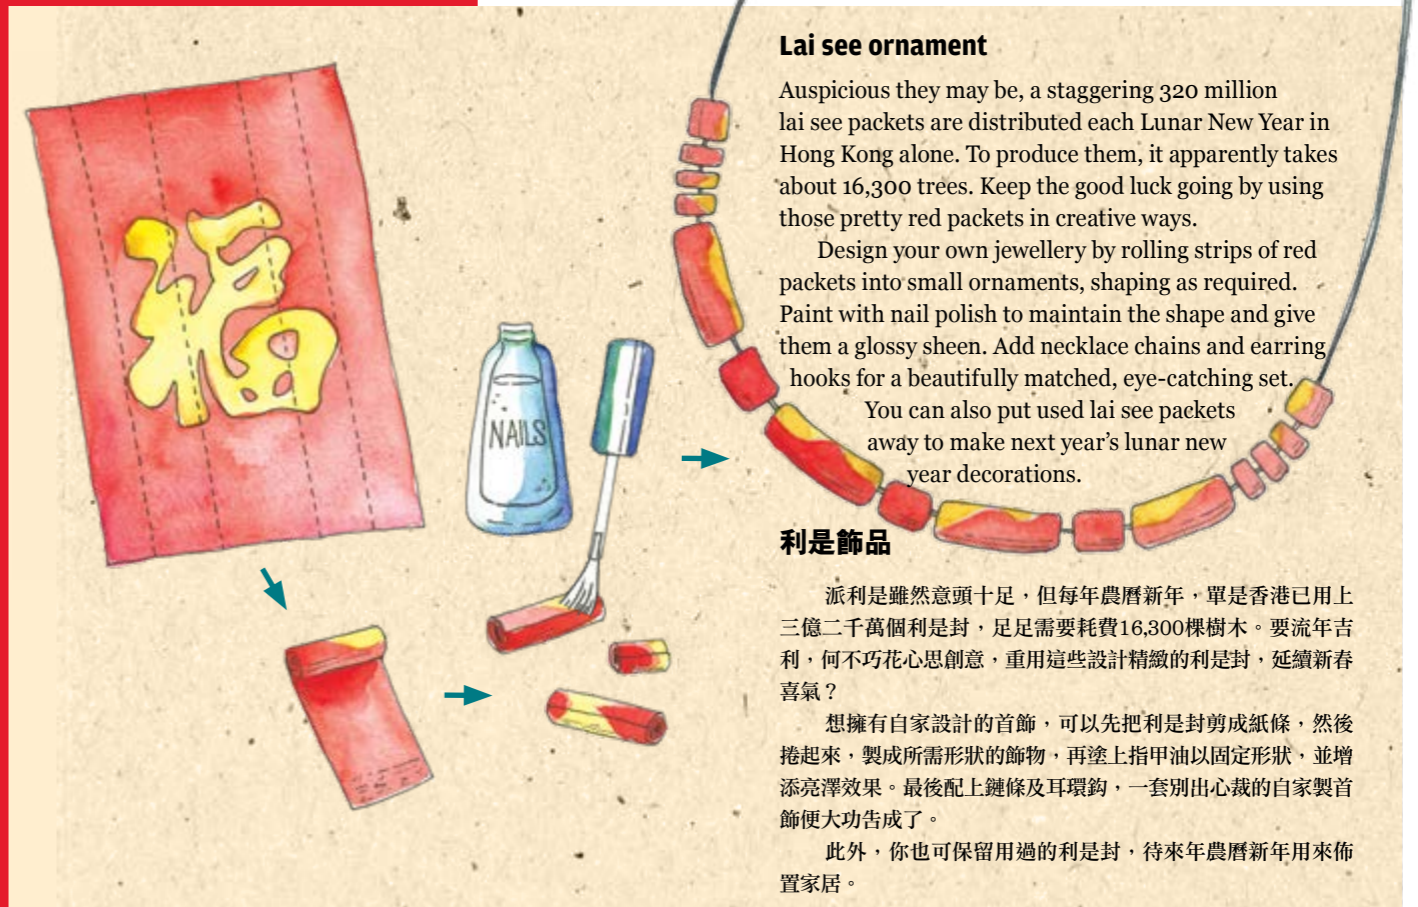 福
NAILS
Lai see ornament
Auspicious they may be, a staggering 320 million
lai see packets are distributed each Lunar New Year in
Hong Kong alone. To produce them, it apparently takes
about 16,300 trees. Keep the good luck going by using
those pretty red packets in creative ways.
Design your own jewellery by rolling strips of red
packets into small ornaments, shaping as required.
Paint with nail polish to maintain the shape and give
them a glossy sheen. Add necklace chains and earring
hooks for a beautifully matched, eye-catching set.
You can also put used lai see packets
away to make next year’s lunar new
year decorations.
利是飾品
派利是雖然意頭十足，但每年農曆新年，單是香港已用上
三億二千萬個利是封，足足需要耗費16,300棵樹木。要流年吉
利，何不巧花心思創意，重用這些設計精緻的利是封，延續新春
喜氣？
想擁有自家設計的首飾，可以先把利是封剪成紙條，然後
捲起來，製成所需形狀的飾物，再塗上指甲油以固定形狀，並增
添亮澤效果。最後配上鏈條及耳環鈎，一套別出心裁的自家製首
飾便大功告成了。
此外，你也可保留用過的利是封，待來年農曆新年用來佈
置家居。